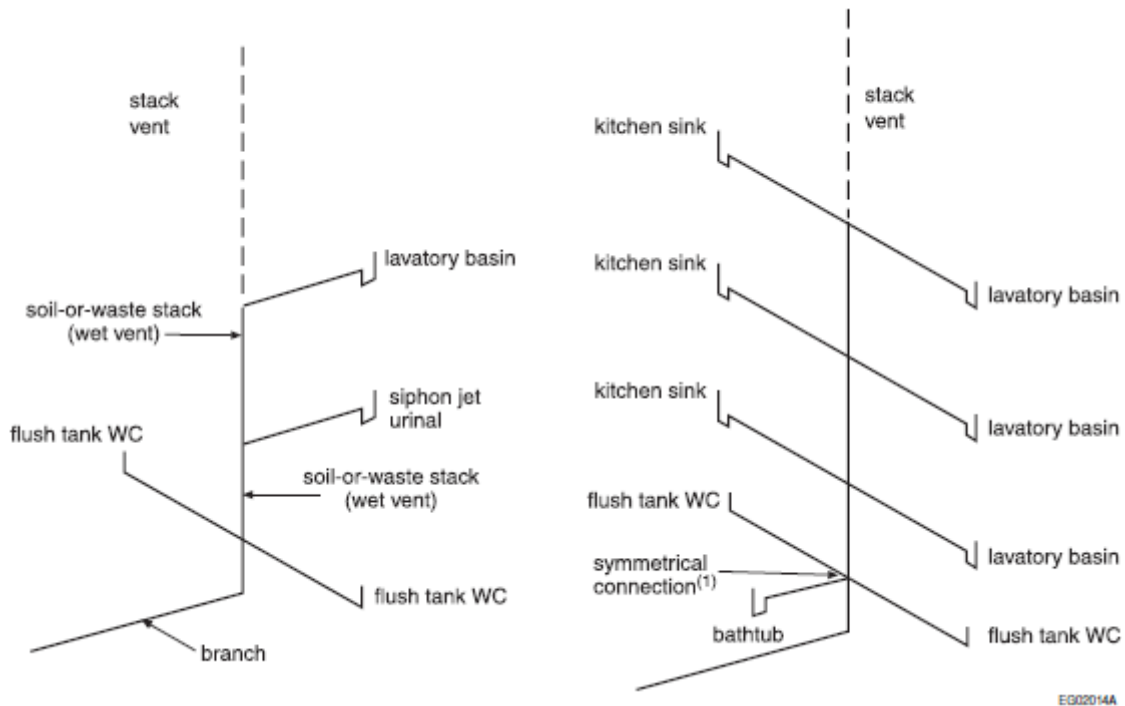 stack
vent
lavatory basin
soil-or-waste stack
(wet vent)
siphon jet
urinal
flush tank WC
soil-or-waste stack
(wet vent)
flush tank WC
branch
stack
vent
kitchen sink
lavatory basin
kitchen sink
lavatory basin
kitchen sink
lavatory basin
flush tank WC
symmetrical
connection(1)
bathtub
flush tank WC
EG02014A